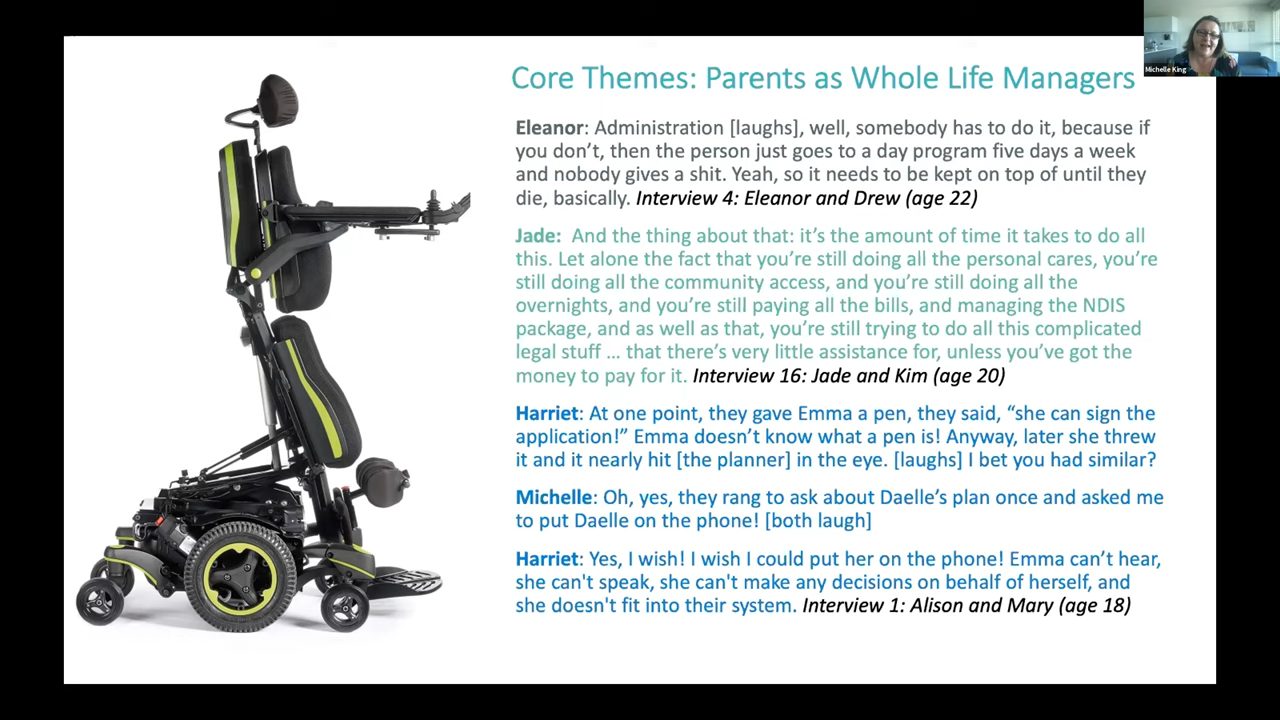 Michelle King
Core Themes: Parents as Whole Life Managers
Eleanor: Administration [laughs], well, somebody has to do it, because if
you don’t, then the person just goes to a day program five days a week
and nobody gives a shit. Yeah, so it needs to be kept on top of until they
die, basically. Interview 4: Eleanor and Drew (age 22)
Jade: And the thing about that: it’s the amount of time it takes to do all
this. Let alone the fact that you’re still doing all the personal cares, you’re
still doing all the community access, and you’re still doing all the
overnights, and you’re still paying all the bills, and managing the NDIS
package, and as well as that, you’re still trying to do all this complicated
legal stuff … that there’s very little assistance for, unless you’ve got the
money to pay for it. Interview 16: Jade and Kim (age 20)
Harriet: At one point, they gave Emma a pen, they said, “she can sign the
application!” Emma doesn’t know what a pen is! Anyway, later she threw
it and it nearly hit [the planner] in the eye. [laughs] I bet you had similar?
Michelle: Oh, yes, they rang to ask about Daelle’s plan once and asked me
to put Daelle on the phone! [both laugh]
Harriet: Yes, I wish! I wish I could put her on the phone! Emma can’t hear,
she can't speak, she can't make any decisions on behalf of herself, and
she doesn't fit into their system. Interview 1: Alison and Mary (age 18)